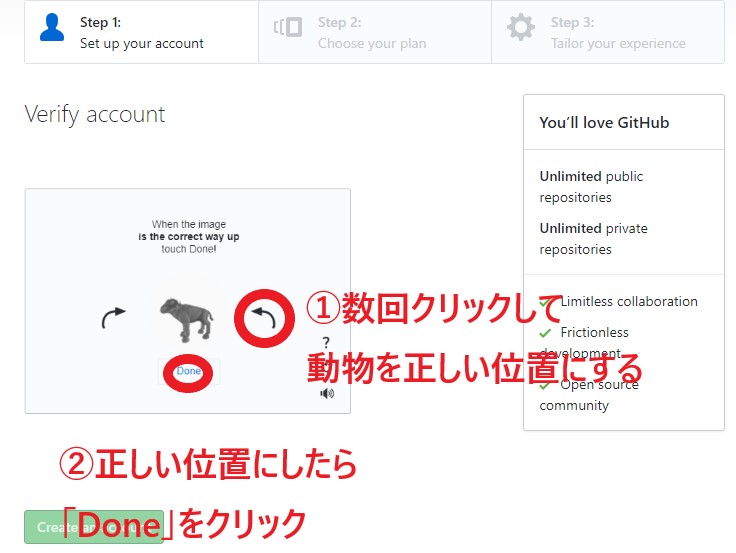 Step 1:
Set up your account
Step 2:
Choose your plan
Step 3:
Tailor your experience
Verify account
When the image
is the correct way up
touch Done!
Done
?
①数回クリックして
動物を正しい位置にする
②正しい位置にしたら
「Done」をクリック
Create an
You'll love GitHub
Unlimited public
repositories
Unlimited private
repositories
Limitless collaboration
Frictionless
development
Open source
community